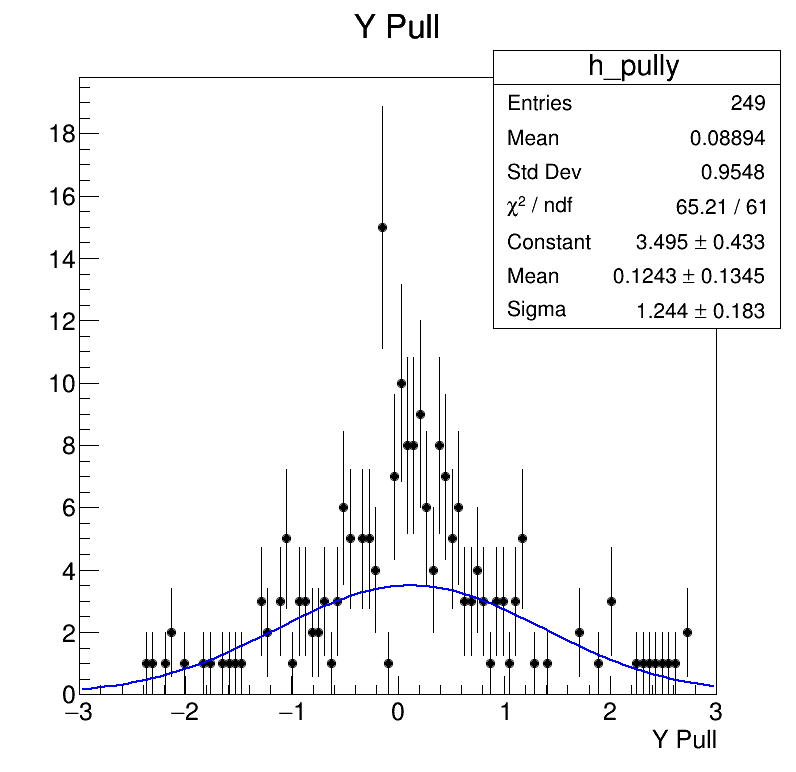 Y Pull
h_pully
Entries 249
Mean 0.08894
Std Dev 0.9548
χ² / ndf 65.21 / 61
Constant 3.495 ± 0.433
Mean 0.1243 ± 0.1345
Sigma 1.244 ± 0.183
18
16
14
12
10
8
6
4
2
0
−3 −2 −1 0 1 2 3
Y Pull